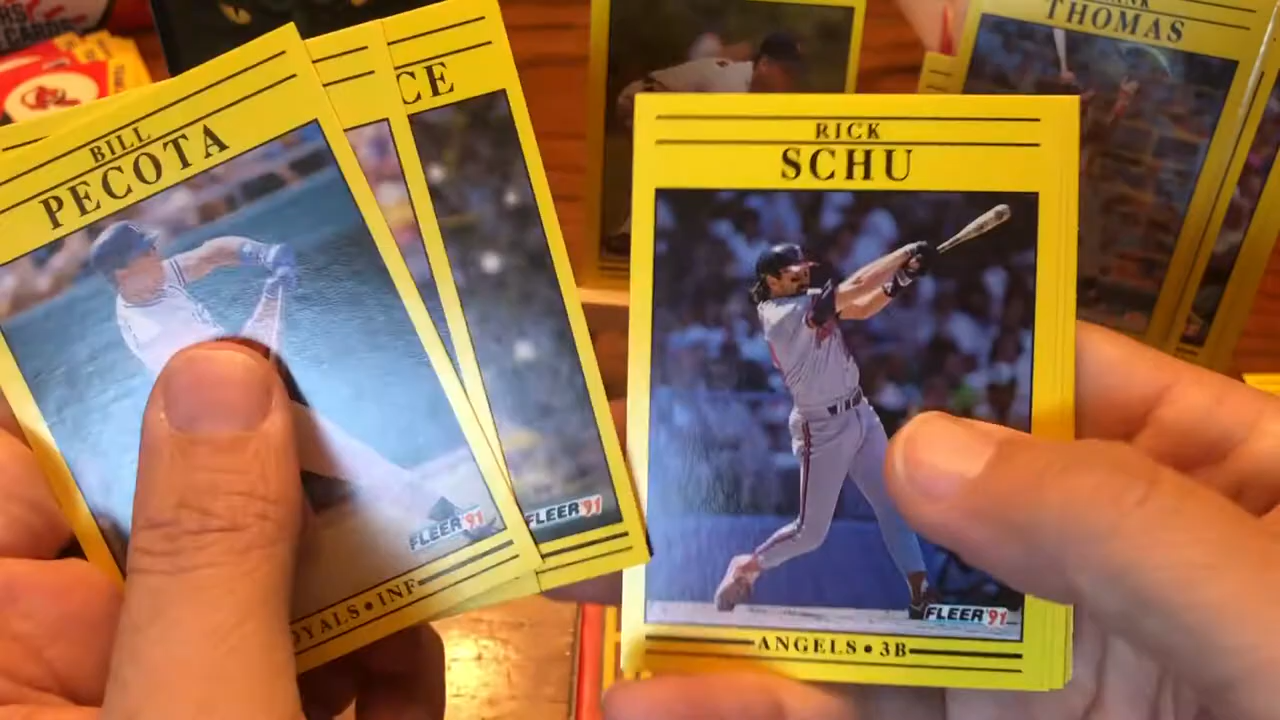 BILL
PECOTA
FLEER '91
OYALS • INF
CE
FLEER '91
RICK
SCHU
FLEER '91
ANGELS • 3B
THOMAS